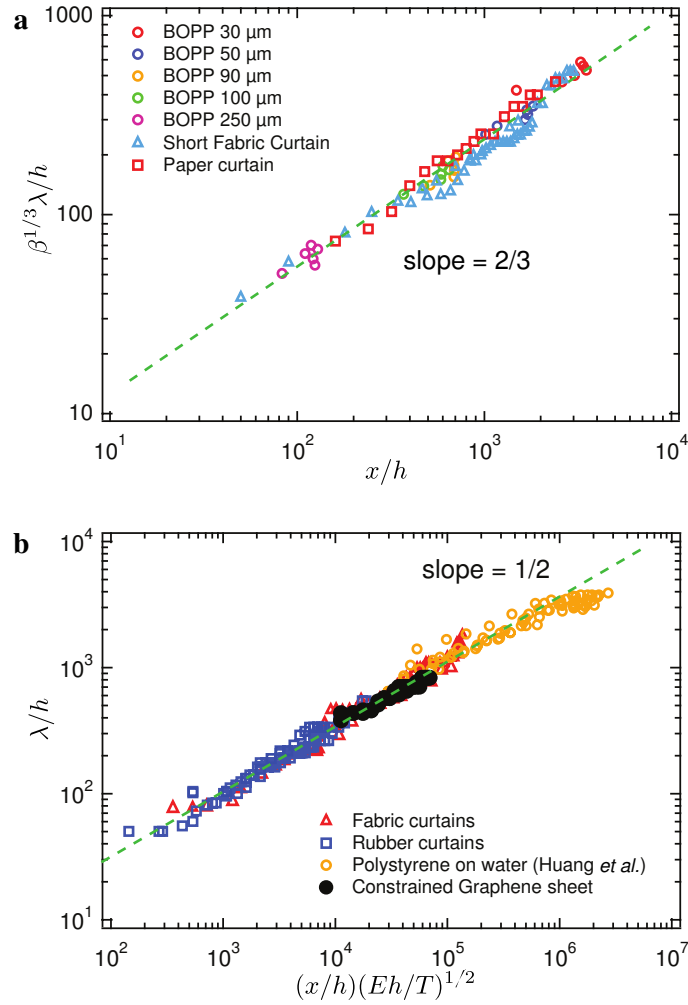 a
1000
100
10
β^{1/3}λ/h
BOPP 30 µm
BOPP 50 µm
BOPP 90 µm
BOPP 100 µm
BOPP 250 µm
Short Fabric Curtain
Paper curtain
slope = 2/3
10^1 10^2 10^3 10^4
x/h
b
10^4
10^3
10^2
10^1
λ/h
slope = 1/2
Fabric curtains
Rubber curtains
Polystyrene on water (Huang et al.)
Constrained Graphene sheet
10^2 10^3 10^4 10^5 10^6 10^7
(x/h)(Eh/T)^{1/2}